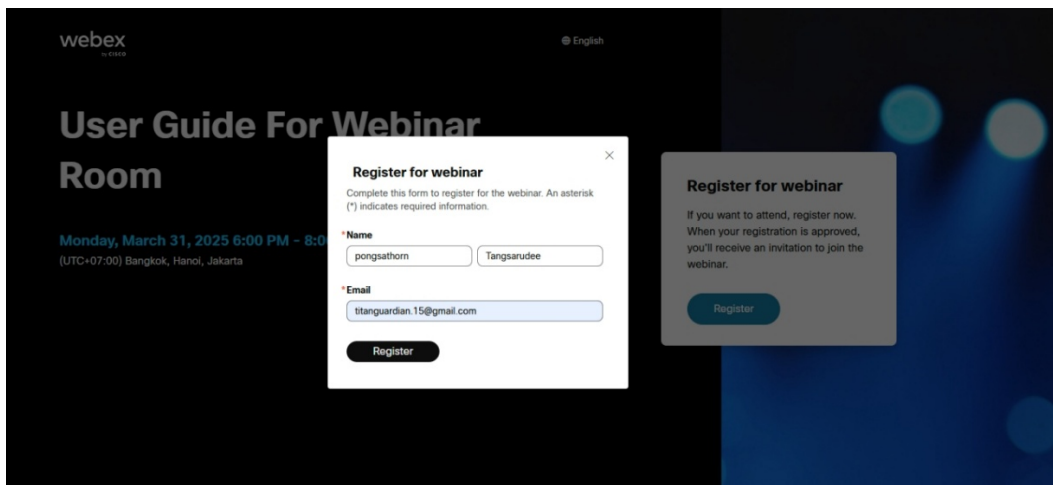 webex
by CISCO
English
User Guide For Webinar
Room
Monday, March 31, 2025 6:00 PM - 8:0
(UTC+07:00) Bangkok, Hanoi, Jakarta
Register for webinar
Complete this form to register for the webinar. An asterisk
(*) indicates required information.
*Name
pongsathorn Tangsarudee
*Email
titanguardian.15@gmail.com
Register
Register for webinar
If you want to attend, register now.
When your registration is approved,
you'll receive an invitation to join the
webinar.
Register